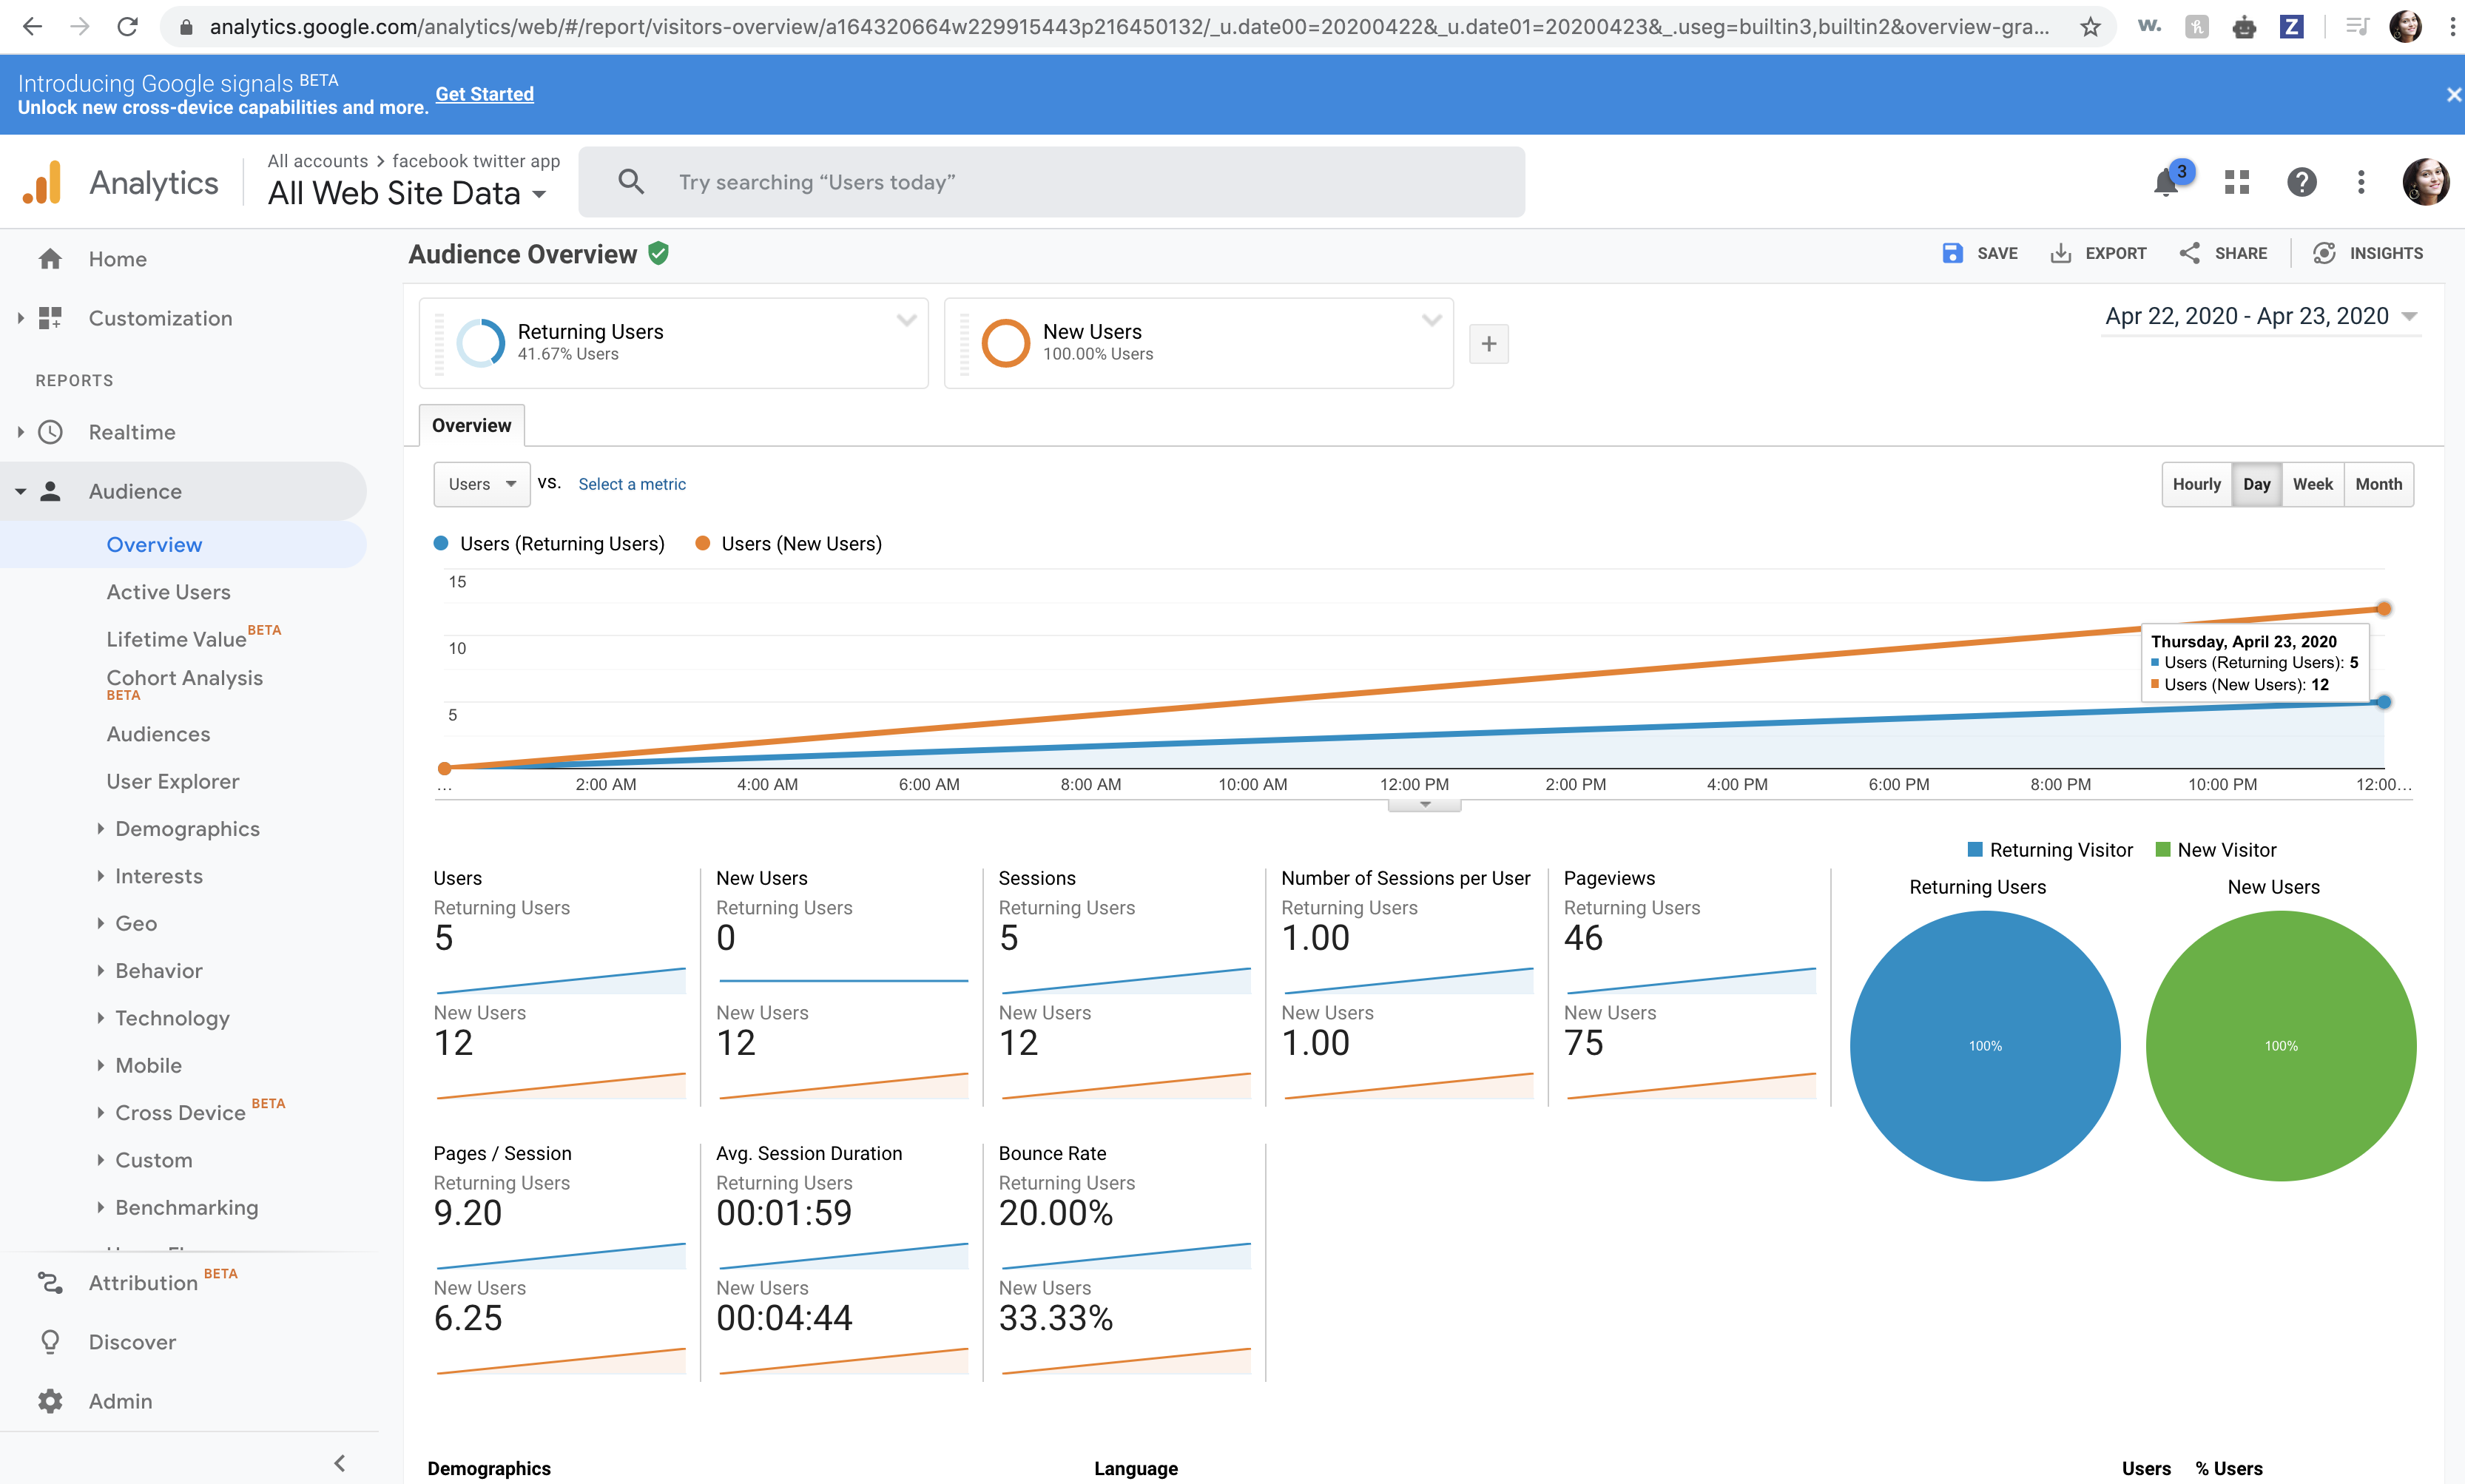 analytics.google.com/analytics/web/#/report/visitors-overview/a164320664w229915443p216450132/_u.date00=20200422&_u.date01=20200423&_.useg=builtin3,builtin2&overview-gra...
W.
Z
Introducing Google signals BETA
Unlock new cross-device capabilities and more.
Get Started
Analytics
All accounts > facebook twitter app
All Web Site Data
Try searching “Users today”
3
Home
Customization
REPORTS
Realtime
Audience
Overview
Active Users
Lifetime Value BETA
Cohort Analysis
BETA
Audiences
User Explorer
Demographics
Interests
Geo
Behavior
Technology
Mobile
Cross Device BETA
Custom
Benchmarking
Attribution BETA
Discover
Admin
Audience Overview
SAVE
EXPORT
SHARE
INSIGHTS
Returning Users
41.67% Users
New Users
100.00% Users
+
Apr 22, 2020 - Apr 23, 2020
Overview
Users vs. Select a metric
Hourly Day Week Month
Users (Returning Users) Users (New Users)
15
10
5
Thursday, April 23, 2020
Users (Returning Users): 5
Users (New Users): 12
... 2:00 AM 4:00 AM 6:00 AM 8:00 AM 10:00 AM 12:00 PM 2:00 PM 4:00 PM 6:00 PM 8:00 PM 10:00 PM 12:00...
Users
Returning Users
5
New Users
12
New Users
Returning Users
0
New Users
12
Sessions
Returning Users
5
New Users
12
Number of Sessions per User
Returning Users
1.00
New Users
1.00
Pageviews
Returning Users
46
New Users
75
Returning Visitor New Visitor
Returning Users
100%
New Users
100%
Pages / Session
Returning Users
9.20
New Users
6.25
Avg. Session Duration
Returning Users
00:01:59
New Users
00:04:44
Bounce Rate
Returning Users
20.00%
New Users
33.33%
Demographics
Language
Users % Users